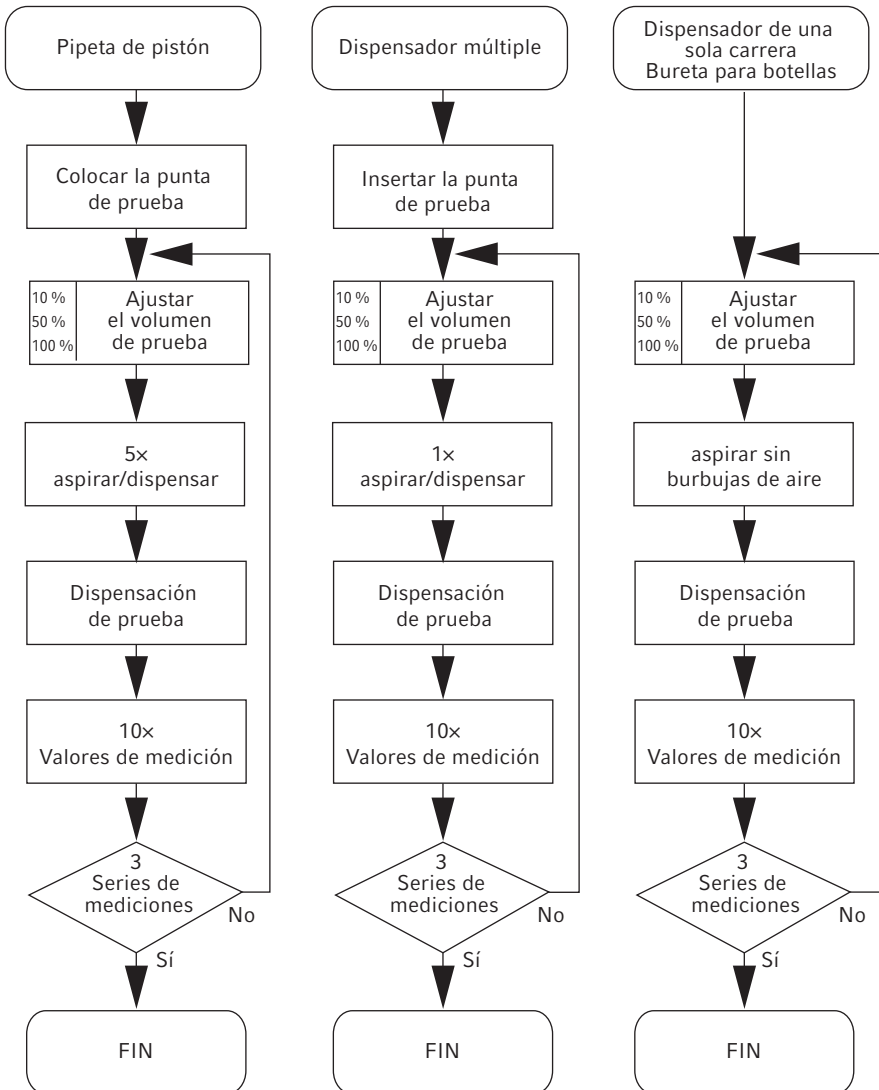 Pipeta de pistón
Colocar la punta
de prueba
10 %
50 %
100 %
Ajustar
el volumen
de prueba
5×
aspirar/dispensar
Dispensación
de prueba
10×
Valores de medición
3
Series de
mediciones
No
Sí
FIN
Dispensador múltiple
Insertar la punta
de prueba
10 %
50 %
100 %
Ajustar
el volumen
de prueba
1×
aspirar/dispensar
Dispensación
de prueba
10×
Valores de medición
3
Series de
mediciones
No
Sí
FIN
Dispensador de una
sola carrera
Bureta para botellas
10 %
50 %
100 %
Ajustar
el volumen
de prueba
aspirar sin
burbujas de aire
Dispensación
de prueba
10×
Valores de medición
3
Series de
mediciones
No
Sí
FIN